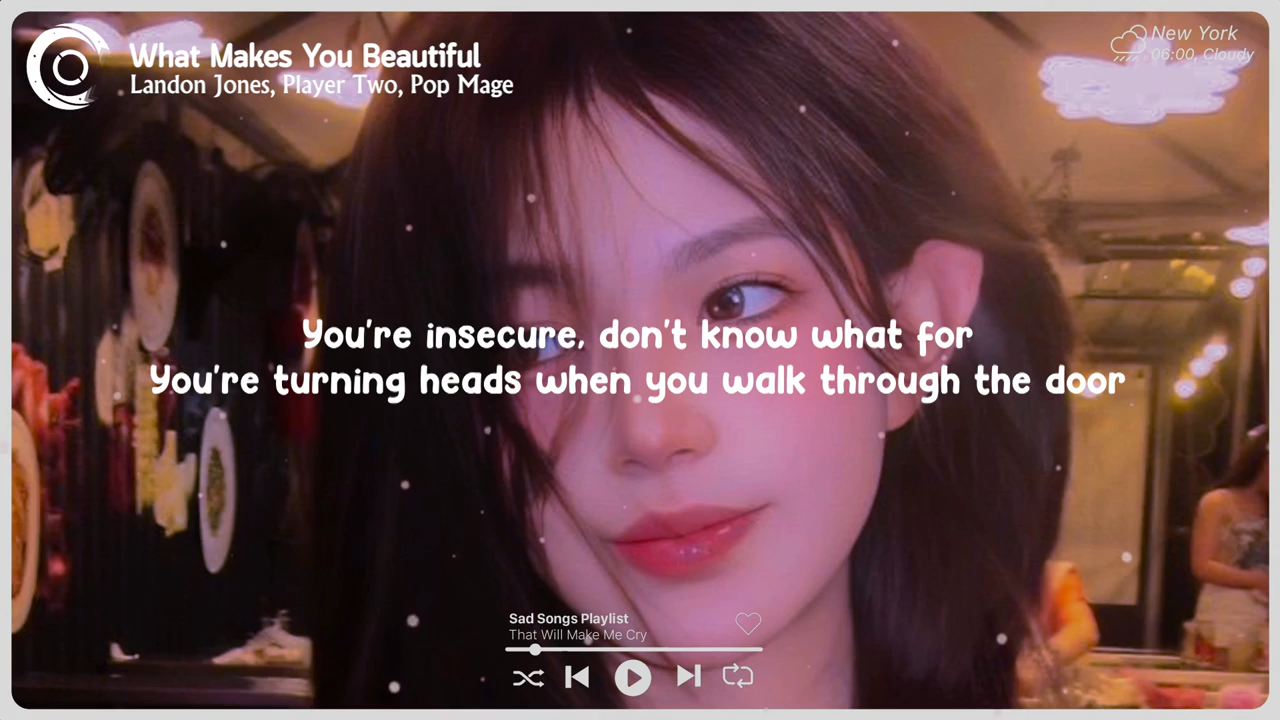 What Makes You Beautiful
Landon Jones, Player Two, Pop Mage
New York
06:00, Cloudy
You're insecure, don't know what for
You're turning heads when you walk through the door
Sad Songs Playlist
That Will Make Me Cry